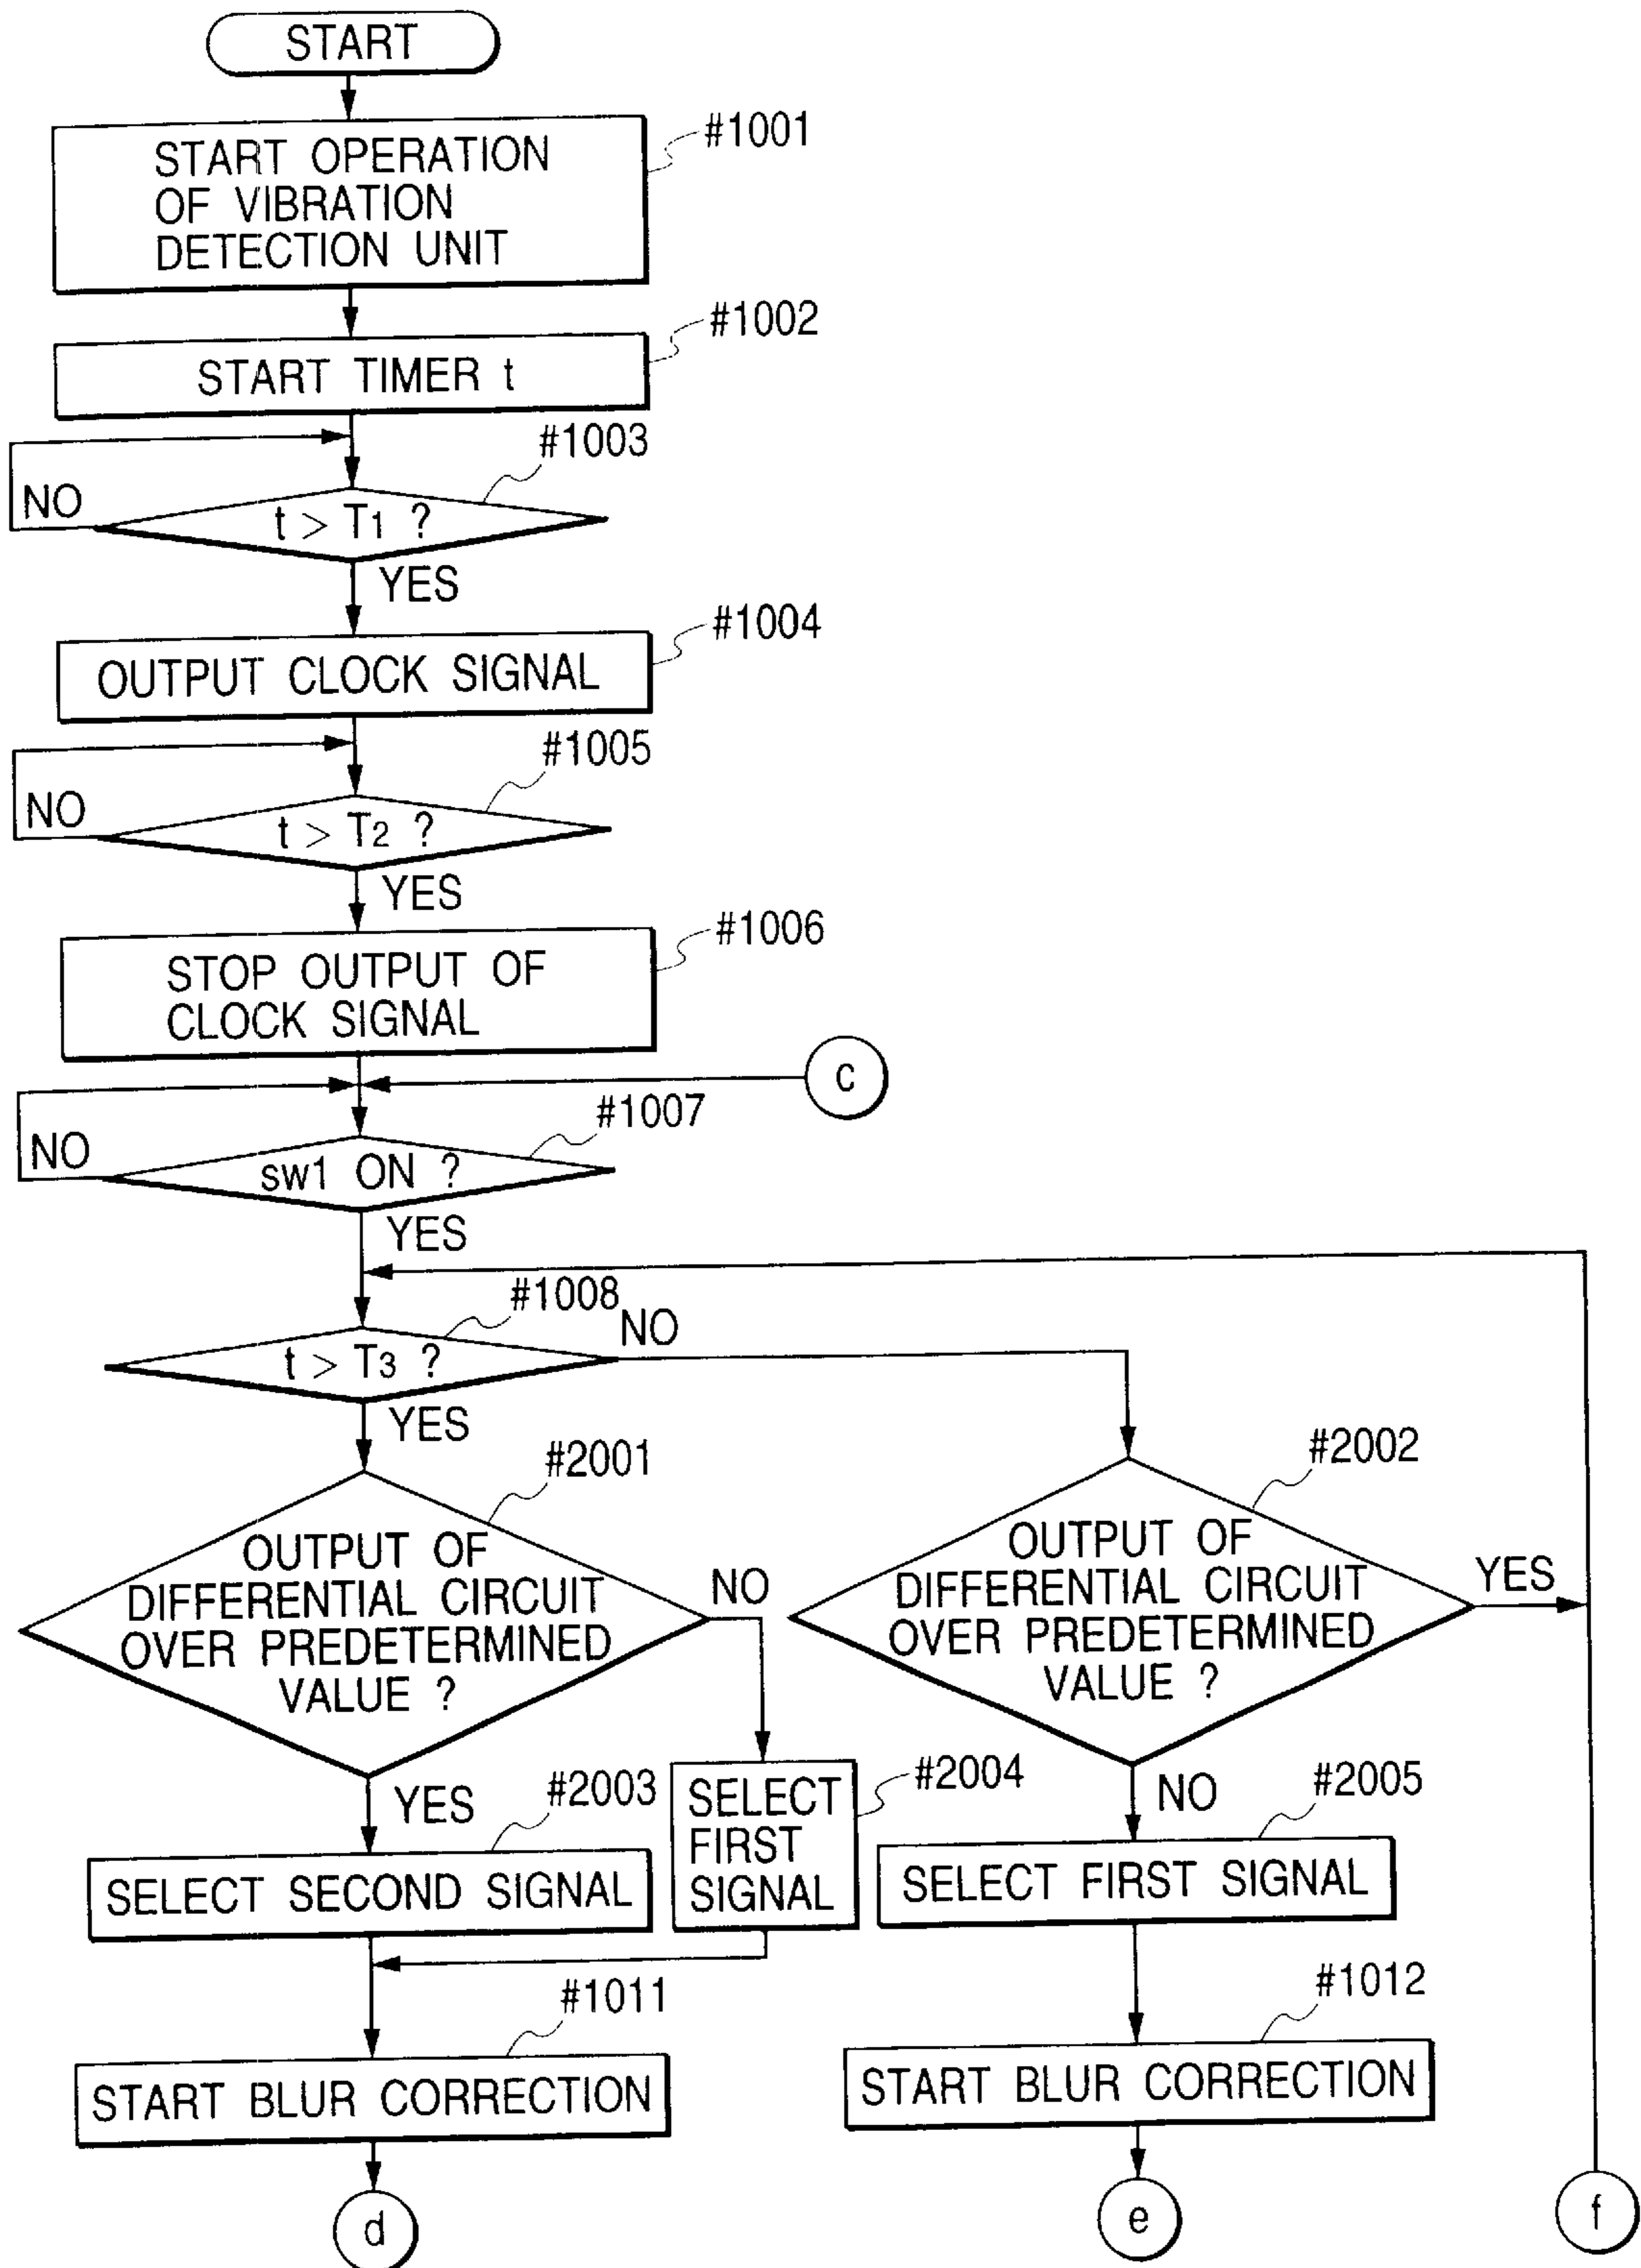 START
#1001
START OPERATION
OF VIBRATION
DETECTION UNIT
#1002
START TIMER t
#1003
NO
t > T1 ?
YES
#1004
OUTPUT CLOCK SIGNAL
#1005
NO
t > T2 ?
YES
#1006
STOP OUTPUT OF
CLOCK SIGNAL
c
#1007
NO
sw1 ON ?
YES
#1008
NO
t > T3 ?
YES
#2001
OUTPUT OF
DIFFERENTIAL CIRCUIT
OVER PREDETERMINED
VALUE ?
NO
#2002
OUTPUT OF
DIFFERENTIAL CIRCUIT
OVER PREDETERMINED
VALUE ?
YES
YES
#2003
SELECT SECOND SIGNAL
#2004
SELECT
FIRST
SIGNAL
NO
#2005
SELECT FIRST SIGNAL
#1011
START BLUR CORRECTION
#1012
START BLUR CORRECTION
d
e
f